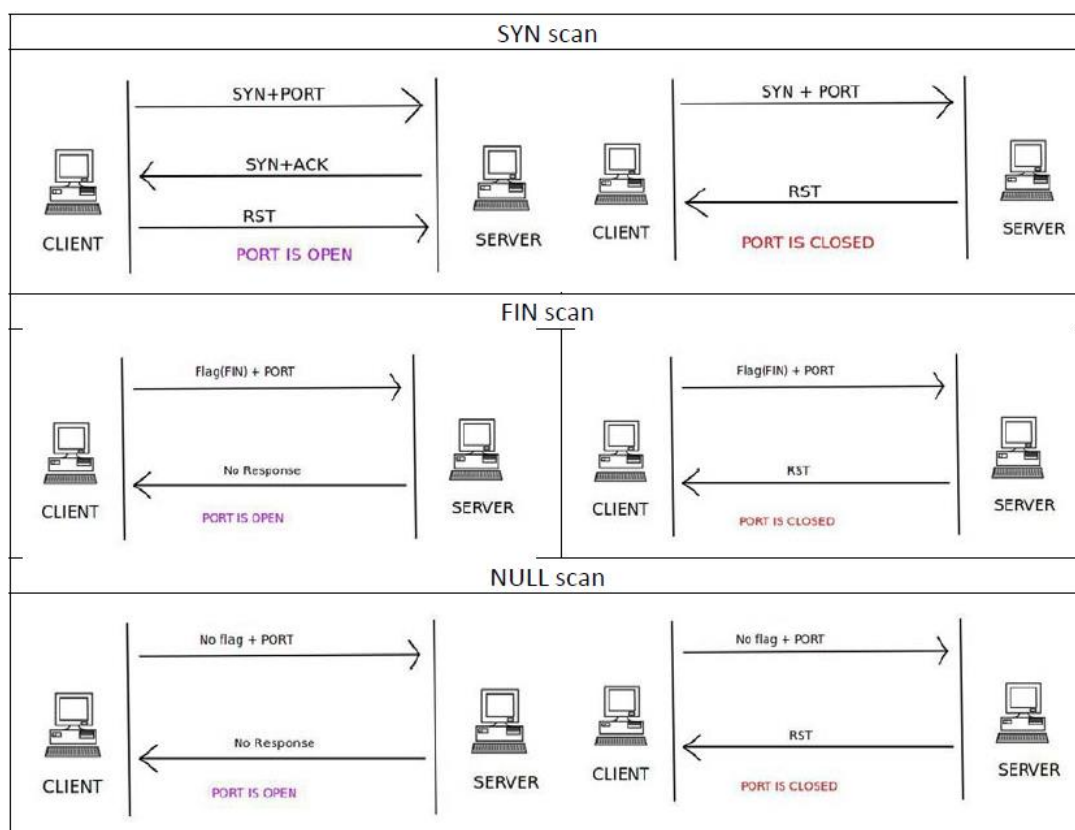 SYN scan
SYN+PORT
SYN+ACK
RST
CLIENT
SERVER
PORT IS OPEN
SYN + PORT
RST
CLIENT
SERVER
PORT IS CLOSED
FIN scan
Flag(FIN) + PORT
No Response
CLIENT
SERVER
PORT IS OPEN
Flag(FIN) + PORT
RST
CLIENT
SERVER
PORT IS CLOSED
NULL scan
No flag + PORT
No Response
CLIENT
SERVER
PORT IS OPEN
No flag + PORT
RST
CLIENT
SERVER
PORT IS CLOSED